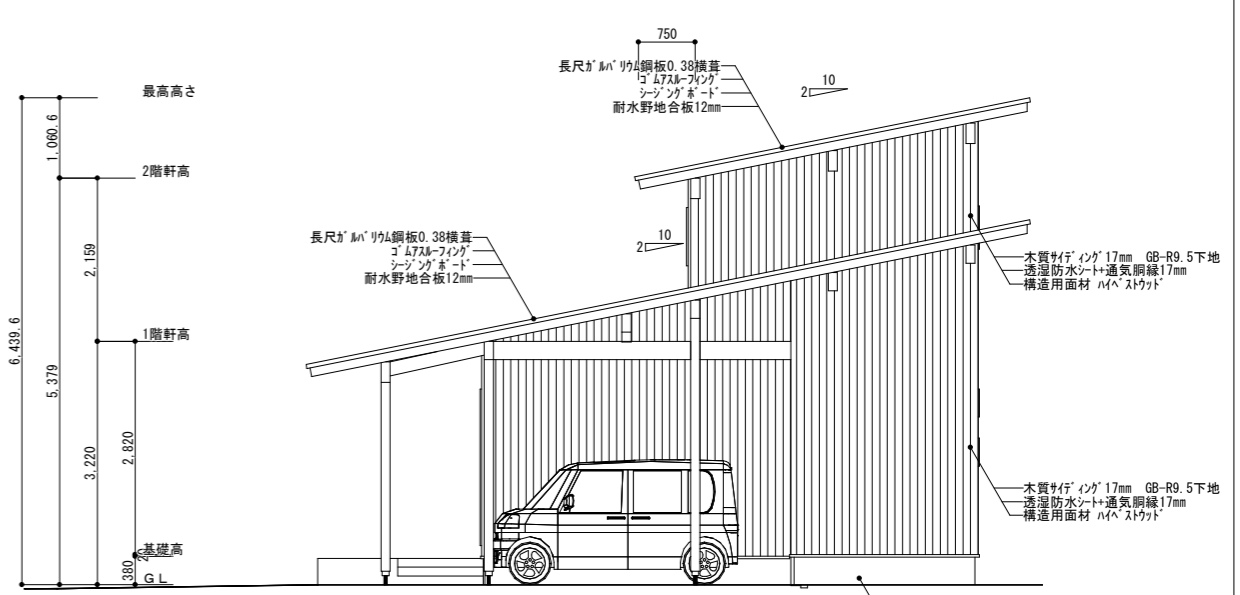 750
長尺ｶﾞﾙﾊﾞﾘｳﾑ鋼板0.38横葺
ｺﾞﾑｱｽﾙｰﾌｨﾝｸﾞ
ｼｰｼﾞﾝｸﾞﾎﾞｰﾄﾞ
耐水野地合板12mm
10
2
最高高さ
1,060.6
2階軒高
長尺ｶﾞﾙﾊﾞﾘｳﾑ鋼板0.38横葺
ｺﾞﾑｱｽﾙｰﾌｨﾝｸﾞ
ｼｰｼﾞﾝｸﾞﾎﾞｰﾄﾞ
耐水野地合板12mm
10
2
木質ｻｲﾃﾞｨﾝｸﾞ17mm GB-R9.5下地
透湿防水ｼｰﾄ+通気胴縁17mm
構造用面材 ﾊｲﾍﾞｽﾄｳｯﾄﾞ
2,159
1階軒高
6,439.6
5,379
3,220
2,820
木質ｻｲﾃﾞｨﾝｸﾞ17mm GB-R9.5下地
透湿防水ｼｰﾄ+通気胴縁17mm
構造用面材 ﾊｲﾍﾞｽﾄｳｯﾄﾞ
基礎高
380
GL